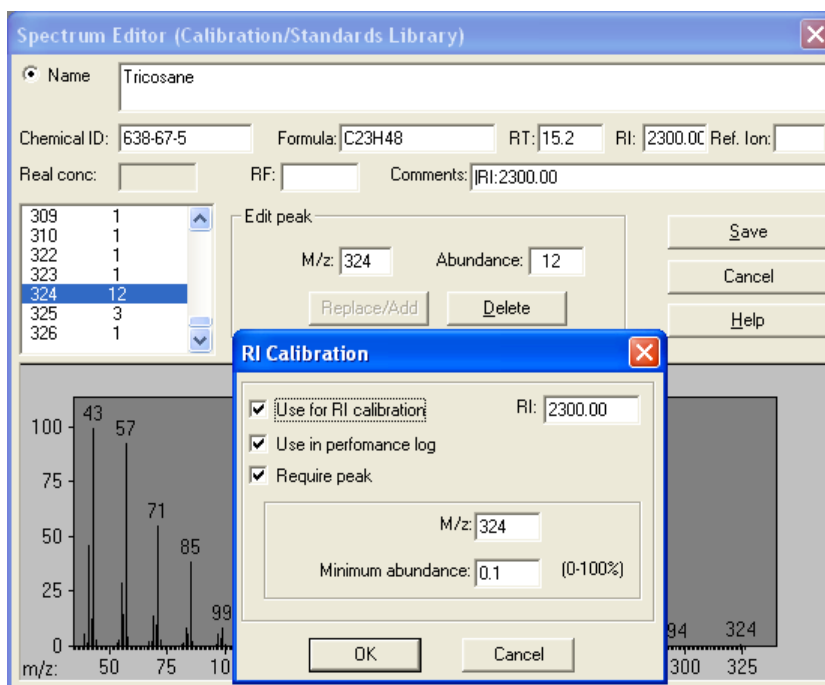 Spectrum Editor (Calibration/Standards Library)
Name Tricosane
Chemical ID: 638-67-5 Formula: C23H48 RT: 15.2 RI: 2300.00 Ref. Ion:
Real conc: RF: Comments: |RI:2300.00
309 1
310 1
322 1
323 1
324 12
325 3
326 1
Edit peak
M/z: 324 Abundance: 12
Replace/Add Delete
Save
Cancel
Help
RI Calibration
Use for RI calibration RI: 2300.00
Use in perfomance log
Require peak
M/z: 324
Minimum abundance: 0.1 (0-100%)
OK Cancel
100
75
50
25
0
43
57
71
85
99
94 324
m/z: 50 75 10 300 325